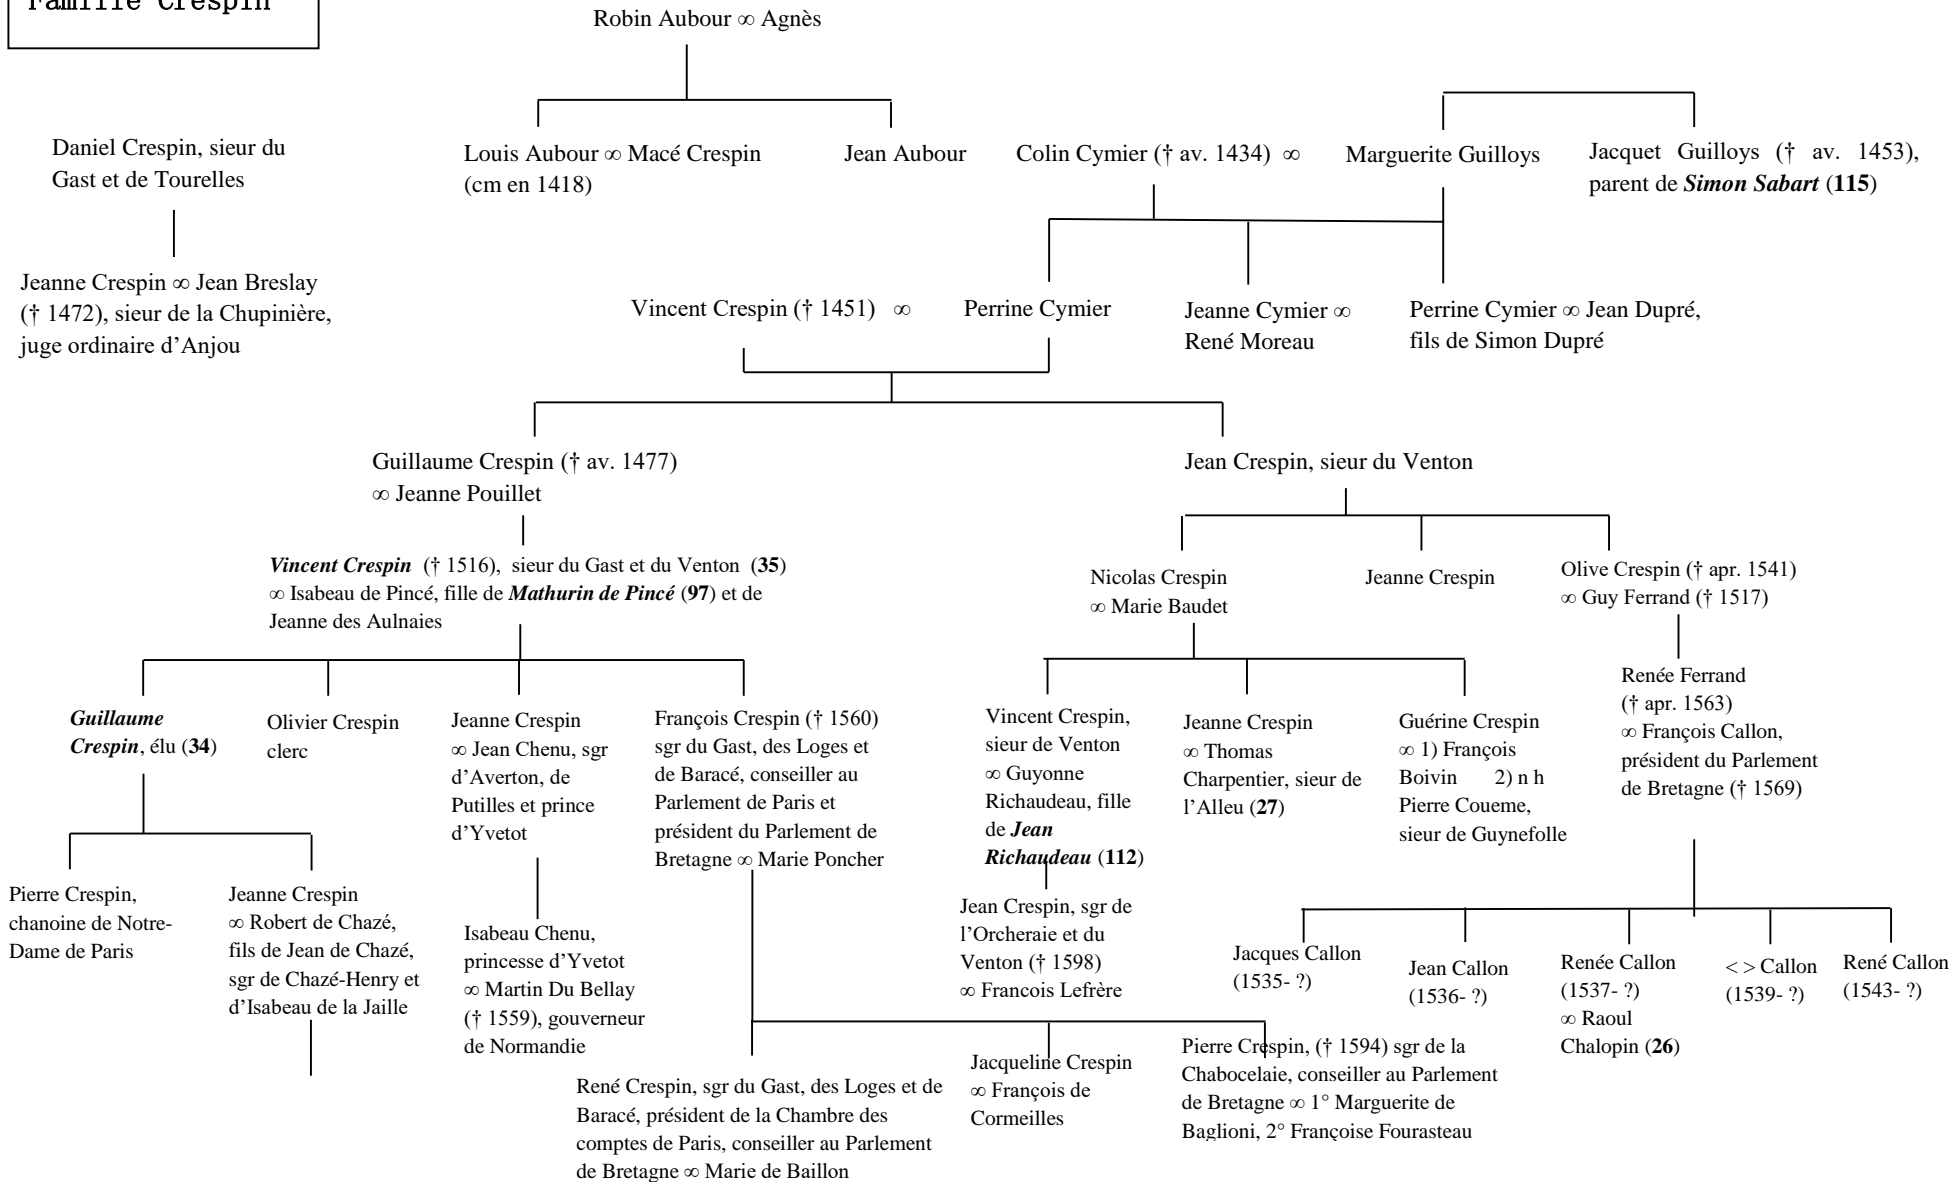 Famille Crespin
Robin Aubour ∞ Agnès
Daniel Crespin, sieur du
Gast et de Tourelles
Louis Aubour ∞ Macé Crespin
(cm en 1418)
Jean Aubour
Colin Cymier († av. 1434) ∞
Marguerite Guilloys
Jacquet Guilloys († av. 1453),
parent de Simon Sabart (115)
Jeanne Crespin ∞ Jean Breslay
(† 1472), sieur de la Chupinière,
juge ordinaire d’Anjou
Vincent Crespin († 1451) ∞
Perrine Cymier
Jeanne Cymier ∞
René Moreau
Perrine Cymier ∞ Jean Dupré,
fils de Simon Dupré
Guillaume Crespin († av. 1477)
∞ Jeanne Pouillet
Jean Crespin, sieur du Venton
Vincent Crespin († 1516), sieur du Gast et du Venton (35)
∞ Isabeau de Pincé, fille de Mathurin de Pincé (97) et de
Jeanne des Aulnaies
Nicolas Crespin
∞ Marie Baudet
Jeanne Crespin
Olive Crespin († apr. 1541)
∞ Guy Ferrand († 1517)
Guillaume
Crespin, élu (34)
Olivier Crespin
clerc
Jeanne Crespin
∞ Jean Chenu, sgr
d’Averton, de
Putilles et prince
d’Yvetot
François Crespin († 1560)
sgr du Gast, des Loges et
de Baracé, conseiller au
Parlement de Paris et
président du Parlement de
Bretagne ∞ Marie Poncher
Vincent Crespin,
sieur de Venton
∞ Guyonne
Richaudeau, fille
de Jean
Richaudeau (112)
Jeanne Crespin
∞ Thomas
Charpentier, sieur de
l’Alleu (27)
Guérine Crespin
∞ 1) François
Boivin 2) n h
Pierre Coueme,
sieur de Guynefolle
Renée Ferrand
(† apr. 1563)
∞ François Callon,
président du Parlement
de Bretagne († 1569)
Pierre Crespin,
chanoine de Notre-
Dame de Paris
Jeanne Crespin
∞ Robert de Chazé,
fils de Jean de Chazé,
sgr de Chazé-Henry et
d’Isabeau de la Jaille
Isabeau Chenu,
princesse d’Yvetot
∞ Martin Du Bellay
(† 1559), gouverneur
de Normandie
Jean Crespin, sgr de
l’Orcheraie et du
Venton († 1598)
∞ Francois Lefrère
Jacques Callon
(1535- ?)
Jean Callon
(1536- ?)
Renée Callon
(1537- ?)
∞ Raoul
Chalopin (26)
< > Callon
(1539- ?)
René Callon
(1543- ?)
René Crespin, sgr du Gast, des Loges et de
Baracé, président de la Chambre des
comptes de Paris, conseiller au Parlement
de Bretagne ∞ Marie de Baillon
Jacqueline Crespin
∞ François de
Cormeilles
Pierre Crespin, († 1594) sgr de la
Chabocelaie, conseiller au Parlement
de Bretagne ∞ 1° Marguerite de
Baglioni, 2° Françoise Fourasteau